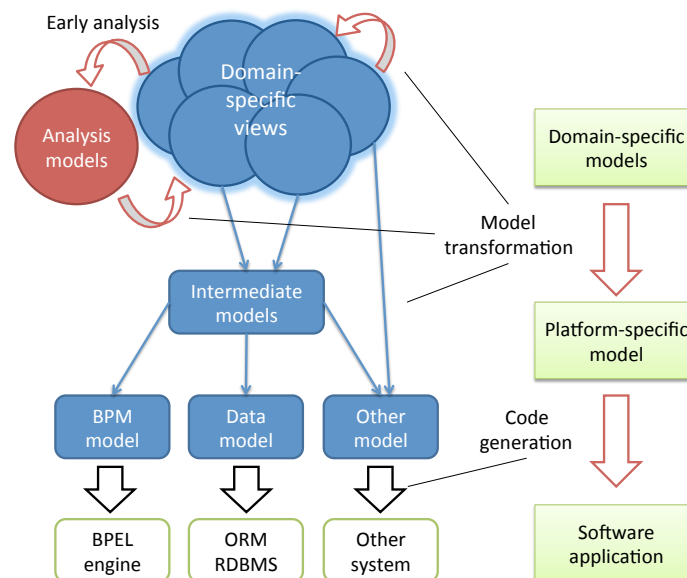 Early analysis
Domain-
specific
views
Analysis
models
Domain-specific
models
Model
transformation
Intermediate
models
Platform-specific
model
BPM
model
Data
model
Other
model
Code
generation
BPEL
engine
ORM
RDBMS
Other
system
Software
application